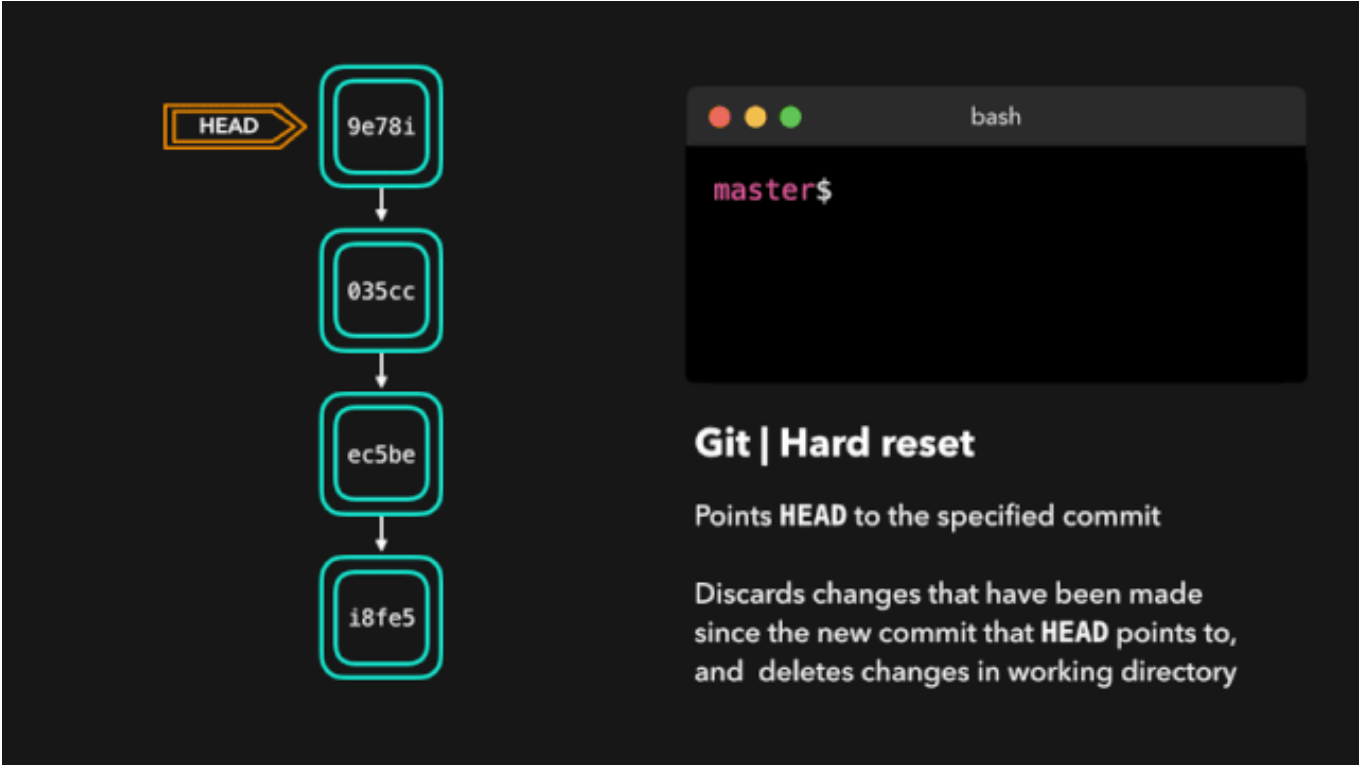 HEAD
9e78i
035cc
ec5be
i8fe5
bash
master$
Git | Hard reset
Points HEAD to the specified commit
Discards changes that have been made
since the new commit that HEAD points to,
and  deletes changes in working directory